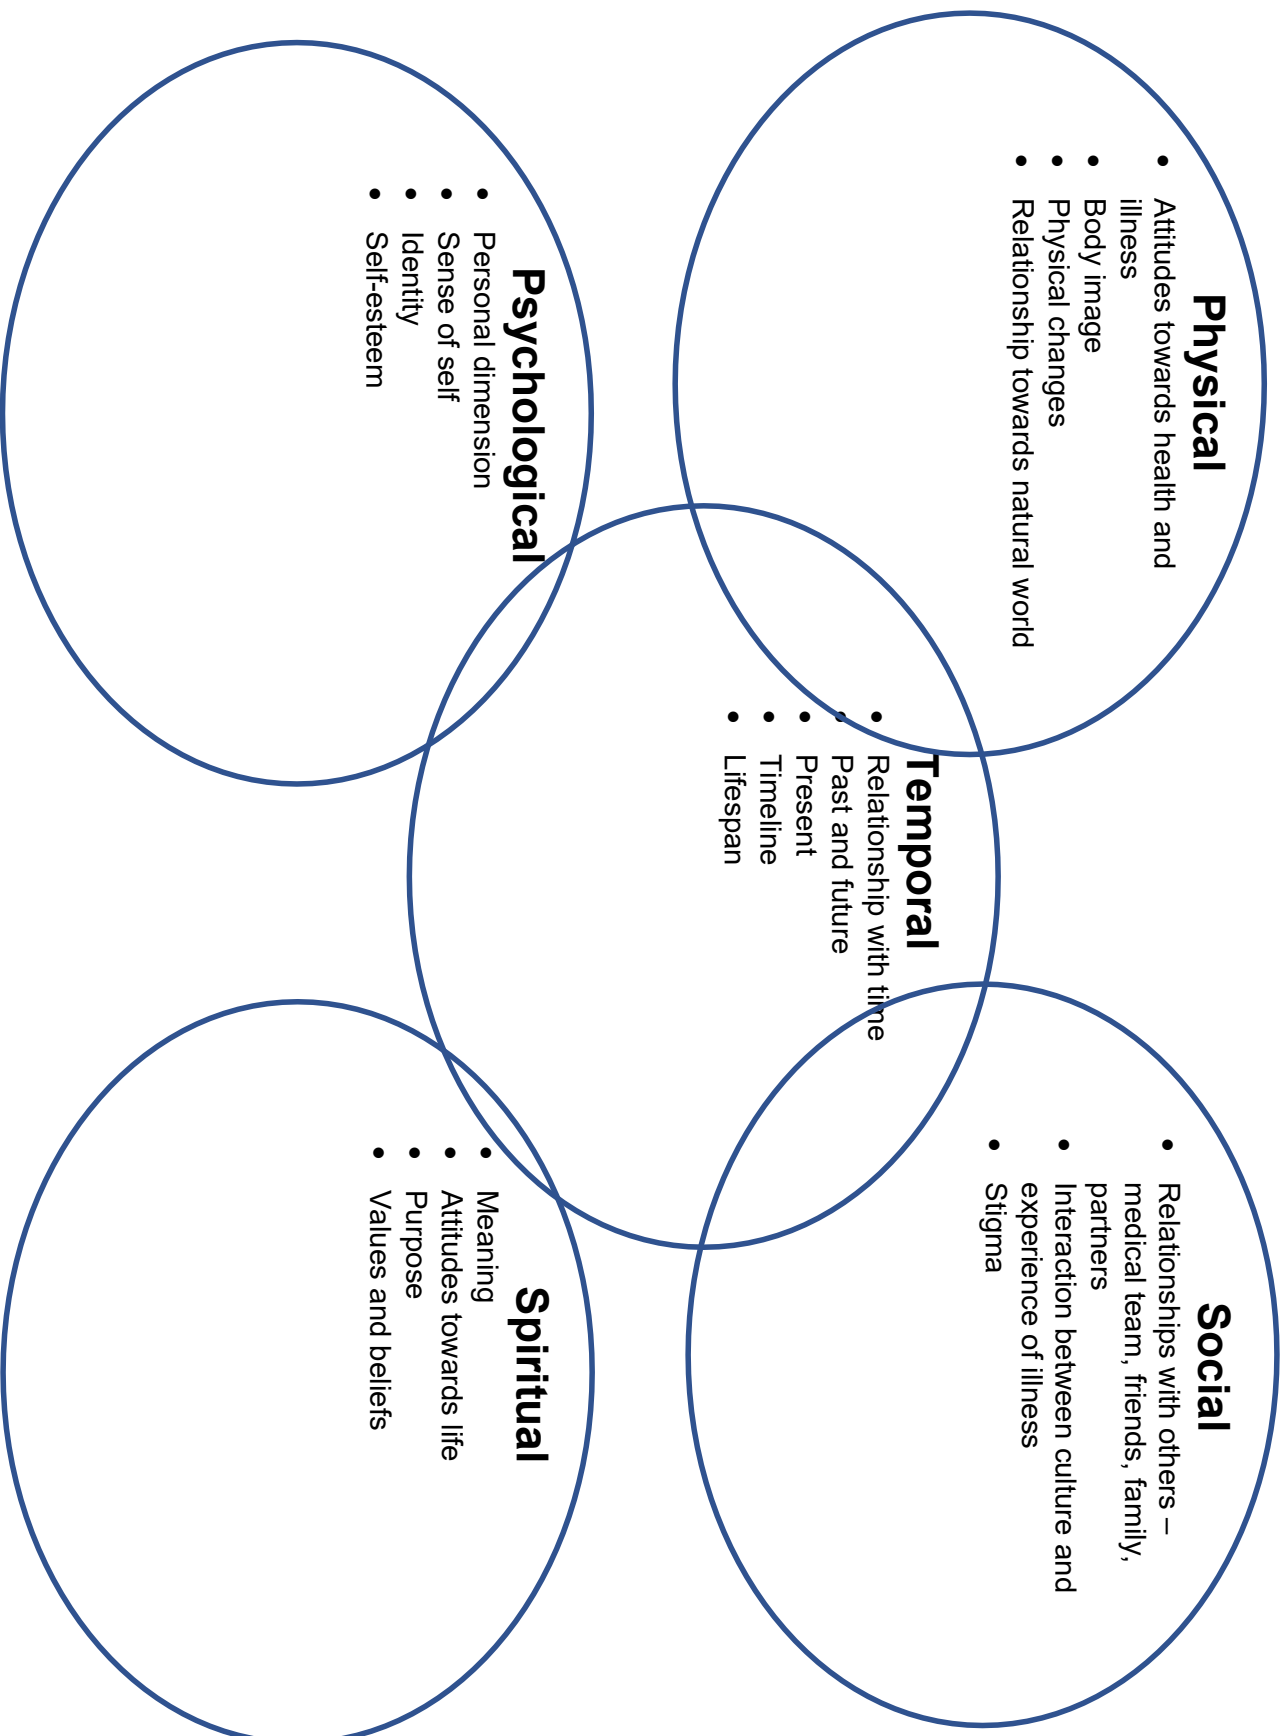 Physical
• Attitudes towards health and
illness
• Body image
• Physical changes
• Relationship towards natural world
Social
• Relationships with others –
medical team, friends, family,
partners
• Interaction between culture and
experience of illness
• Stigma
Temporal
• Relationship with time
• Past and future
• Present
• Timeline
• Lifespan
Psychological
• Personal dimension
• Sense of self
• Identity
• Self-esteem
Spiritual
• Meaning
• Attitudes towards life
• Purpose
• Values and beliefs